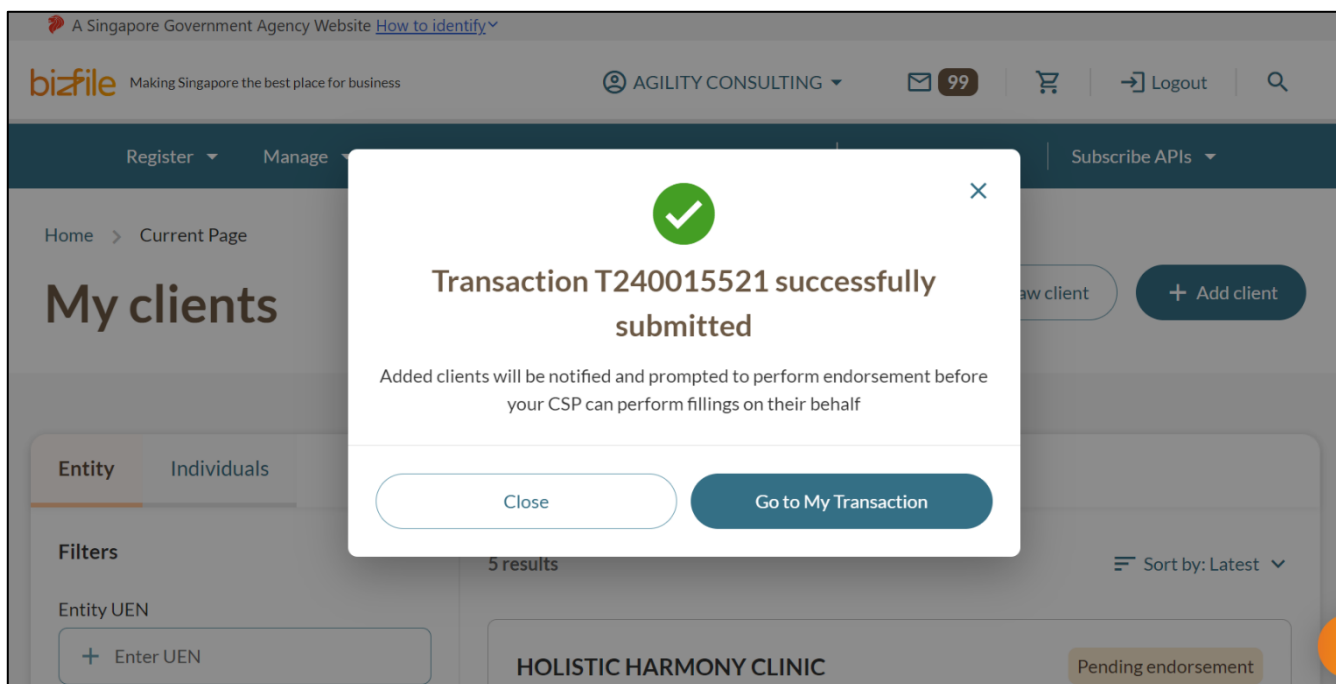 A Singapore Government Agency Website How to identify
bizfile Making Singapore the best place for business
AGILITY CONSULTING
99
Logout
Register
Manage
Subscribe APIs
Home > Current Page
My clients
client
+ Add client
Transaction T240015521 successfully
submitted
Added clients will be notified and prompted to perform endorsement before
your CSP can perform fillings on their behalf
Close
Go to My Transaction
Entity
Individuals
Filters
5 results
Sort by: Latest
Entity UEN
+ Enter UEN
HOLISTIC HARMONY CLINIC
Pending endorsement